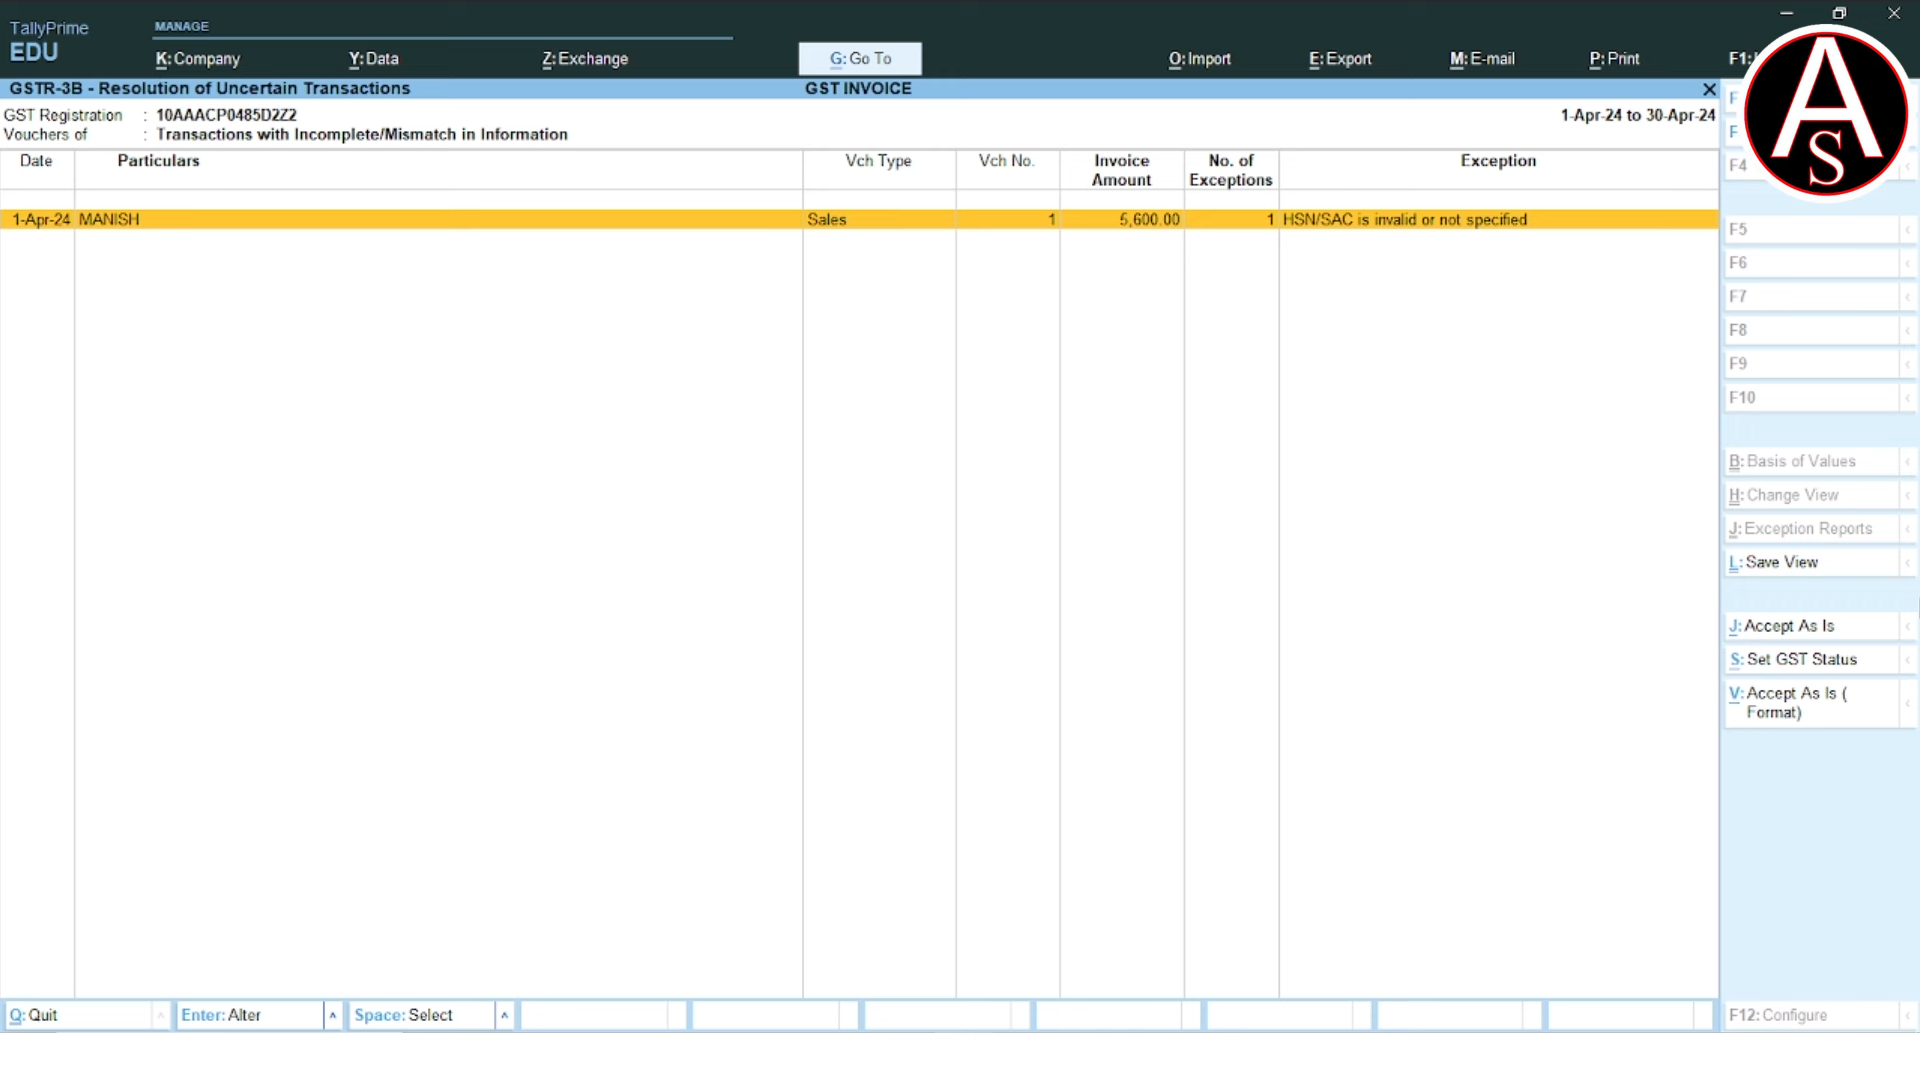 TallyPrime
EDU
MANAGE
K: Company
Y: Data
Z: Exchange
G: Go To
O: Import
E: Export
M: E-mail
P: Print
F1:
GSTR-3B - Resolution of Uncertain Transactions
GST INVOICE
GST Registration : 10AAACP0485D2Z2
1-Apr-24 to 30-Apr-24
Vouchers of : Transactions with Incomplete/Mismatch in Information
Date Particulars Vch Type Vch No. Invoice No. of Exception
Amount Exceptions
1-Apr-24 MANISH Sales 1 5,600.00 1 HSN/SAC is invalid or not specified
F
F
F4
F5
F6
F7
F8
F9
F10
B: Basis of Values
H: Change View
J: Exception Reports
L: Save View
J: Accept As Is
S: Set GST Status
V: Accept As Is (
Format)
Q: Quit
Enter: Alter
Space: Select
F12: Configure
A
S